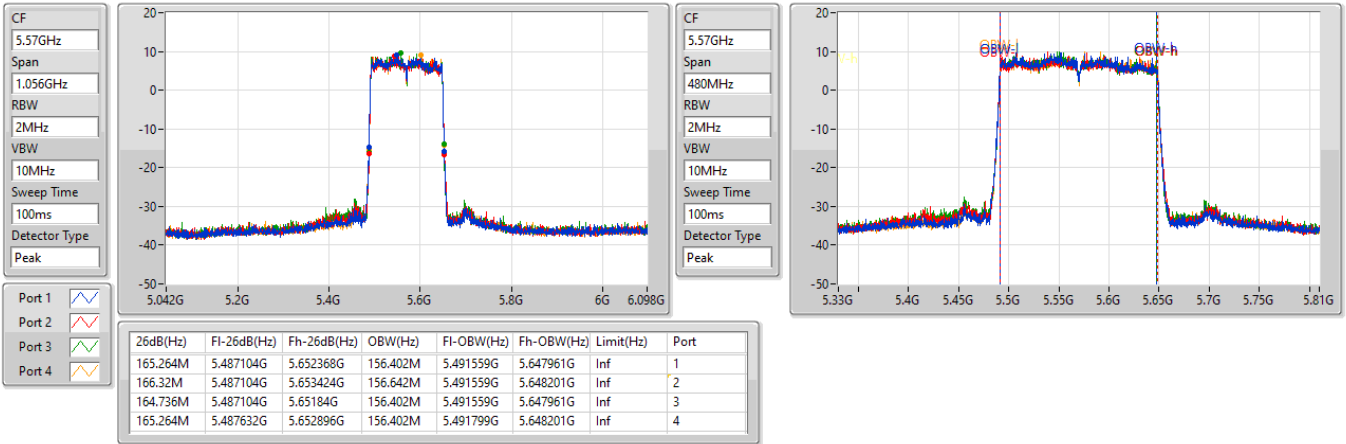 CF
5.57GHz
Span
1.056GHz
RBW
2MHz
VBW
10MHz
Sweep Time
100ms
Detector Type
Peak
20
10
0
-10
-20
-30
-40
-50
5.042G 5.2G 5.4G 5.6G 5.8G 6G 6.098G
CF
5.57GHz
Span
480MHz
RBW
2MHz
VBW
10MHz
Sweep Time
100ms
Detector Type
Peak
20
10
0
-10
-20
-30
-40
-50
OBW-l OBW-h
5.33G 5.4G 5.45G 5.5G 5.55G 5.6G 5.65G 5.7G 5.75G 5.81G
Port 1
Port 2
Port 3
Port 4
26dB(Hz) Fl-26dB(Hz) Fh-26dB(Hz) OBW(Hz) Fl-OBW(Hz) Fh-OBW(Hz) Limit(Hz) Port
165.264M 5.487104G 5.652368G 156.402M 5.491559G 5.647961G Inf 1
166.32M 5.487104G 5.653424G 156.642M 5.491559G 5.648201G Inf 2
164.736M 5.487104G 5.65184G 156.402M 5.491559G 5.647961G Inf 3
165.264M 5.487632G 5.652896G 156.402M 5.491799G 5.648201G Inf 4